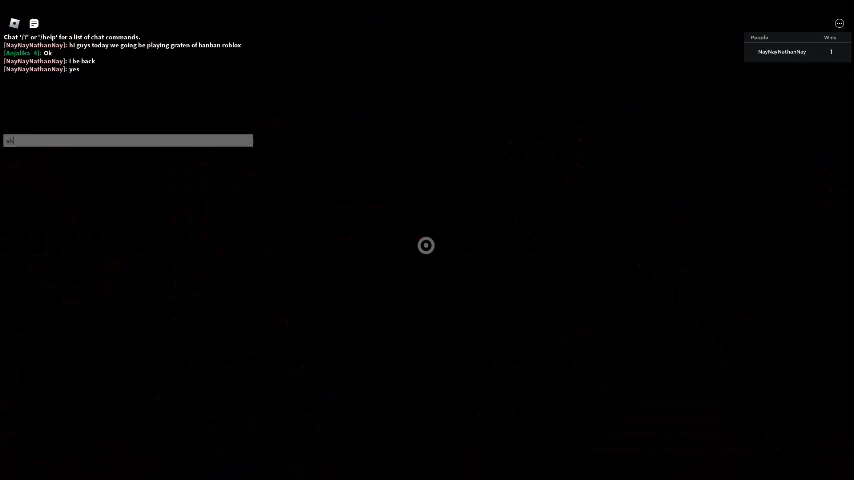 Chat '/?' or '/help' for a list of chat commands.
[NayNayNathanNay]: hi guys today we going be playing graten of banban roblox
[Anjalika_4]: Ok
[NayNayNathanNay]: I be back
[NayNayNathanNay]: yes
People Wins
NayNayNathanNay 1